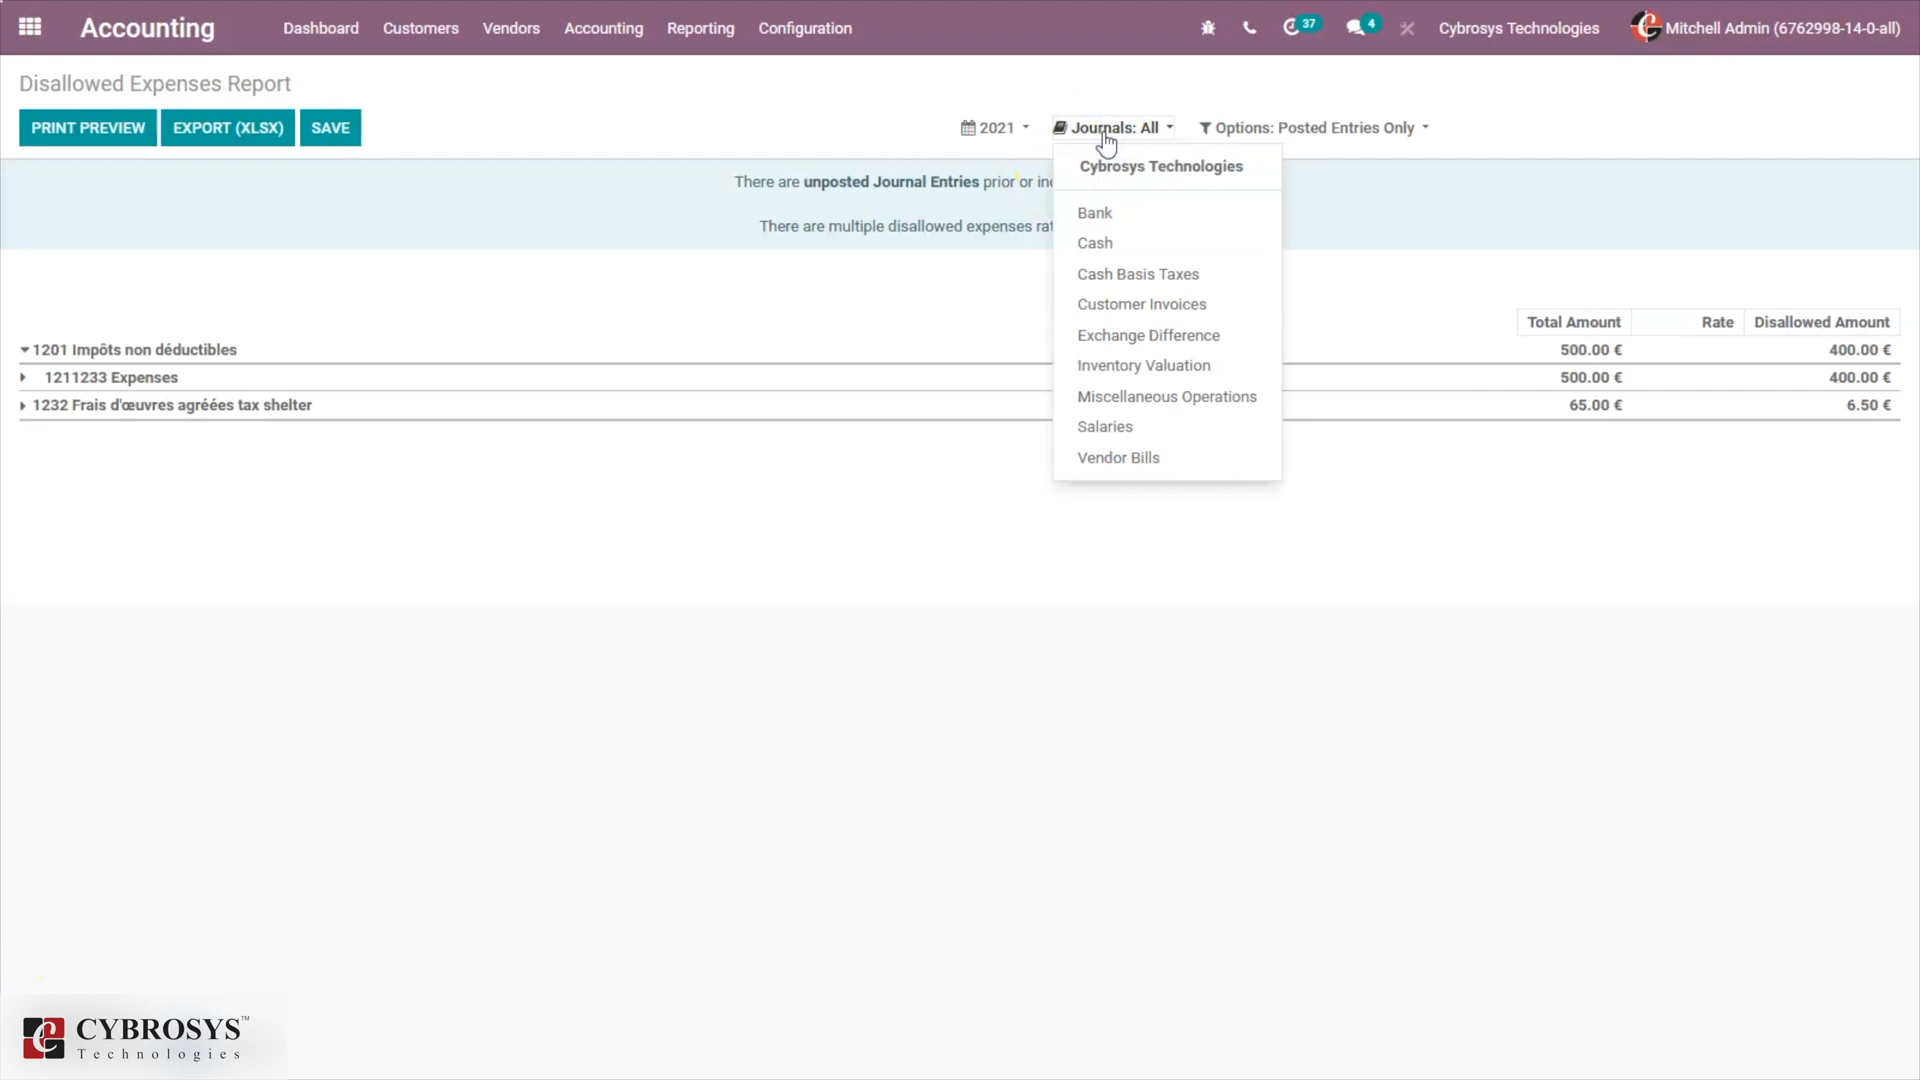 Accounting Dashboard Customers Vendors Accounting Reporting Configuration 37 4 Cybrosys Technologies Mitchell Admin (6762998-14-0-all)
Disallowed Expenses Report
PRINT PREVIEW EXPORT (XLSX) SAVE 2021 Journals: All Options: Posted Entries Only
Cybrosys Technologies
Bank
Cash
Cash Basis Taxes
Customer Invoices
Exchange Difference
Inventory Valuation
Miscellaneous Operations
Salaries
Vendor Bills
There are unposted Journal Entries prior or
There are multiple disallowed expenses
Total Amount Rate Disallowed Amount
1201 Impôts non déductibles 500.00 € 400.00 €
1211233 Expenses 500.00 € 400.00 €
1232 Frais d'œuvres agréées tax shelter 65.00 € 6.50 €
CYBROSYS™
Technologies